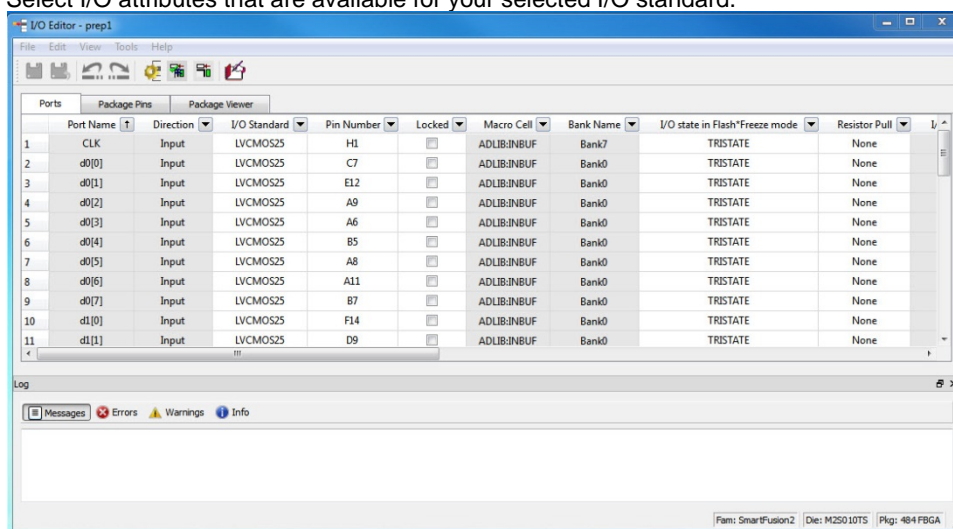 Select I/O attributes that are available for your selected I/O standard.
I/O Editor - prep1
File Edit View Tools Help
Ports Package Pins Package Viewer
Port Name Direction I/O Standard Pin Number Locked Macro Cell Bank Name I/O state in Flash*Freeze mode Resistor Pull
1 CLK Input LVCMOS25 H1 ADLIB:INBUF Bank7 TRISTATE None
2 d0[0] Input LVCMOS25 C7 ADLIB:INBUF Bank0 TRISTATE None
3 d0[1] Input LVCMOS25 E12 ADLIB:INBUF Bank0 TRISTATE None
4 d0[2] Input LVCMOS25 A9 ADLIB:INBUF Bank0 TRISTATE None
5 d0[3] Input LVCMOS25 A6 ADLIB:INBUF Bank0 TRISTATE None
6 d0[4] Input LVCMOS25 B5 ADLIB:INBUF Bank0 TRISTATE None
7 d0[5] Input LVCMOS25 A8 ADLIB:INBUF Bank0 TRISTATE None
8 d0[6] Input LVCMOS25 A11 ADLIB:INBUF Bank0 TRISTATE None
9 d0[7] Input LVCMOS25 B7 ADLIB:INBUF Bank0 TRISTATE None
10 d1[0] Input LVCMOS25 F14 ADLIB:INBUF Bank0 TRISTATE None
11 d1[1] Input LVCMOS25 D9 ADLIB:INBUF Bank0 TRISTATE None
Log
Messages Errors Warnings Info
Fam: SmartFusion2 Die: M2S010TS Pkg: 484 FBGA